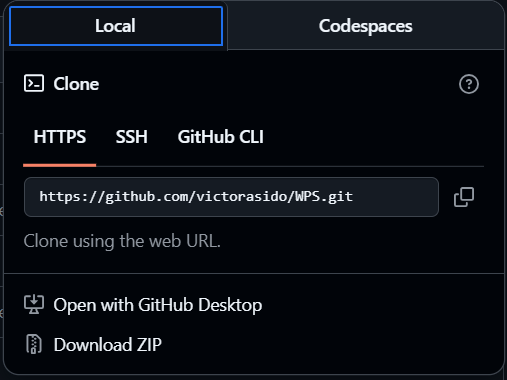 Local
Codespaces
Clone
HTTPS
SSH
GitHub CLI
https://github.com/victorasido/WPS.git
Clone using the web URL.
Open with GitHub Desktop
Download ZIP